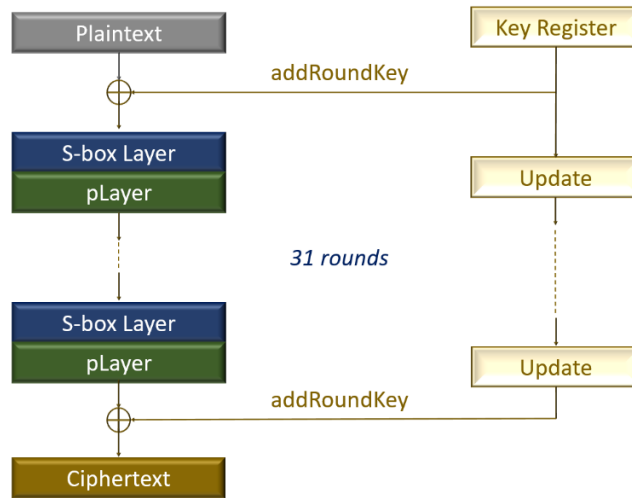 Plaintext
Key Register
addRoundKey
S-box Layer
pLayer
Update
31 rounds
S-box Layer
pLayer
Update
addRoundKey
Ciphertext